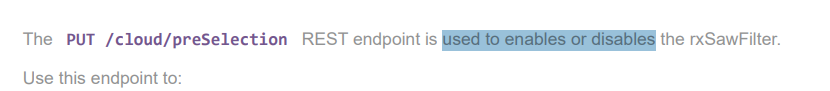 The PUT /cloud/preSelection REST endpoint is used to enables or disables the rxSawFilter.
Use this endpoint to: